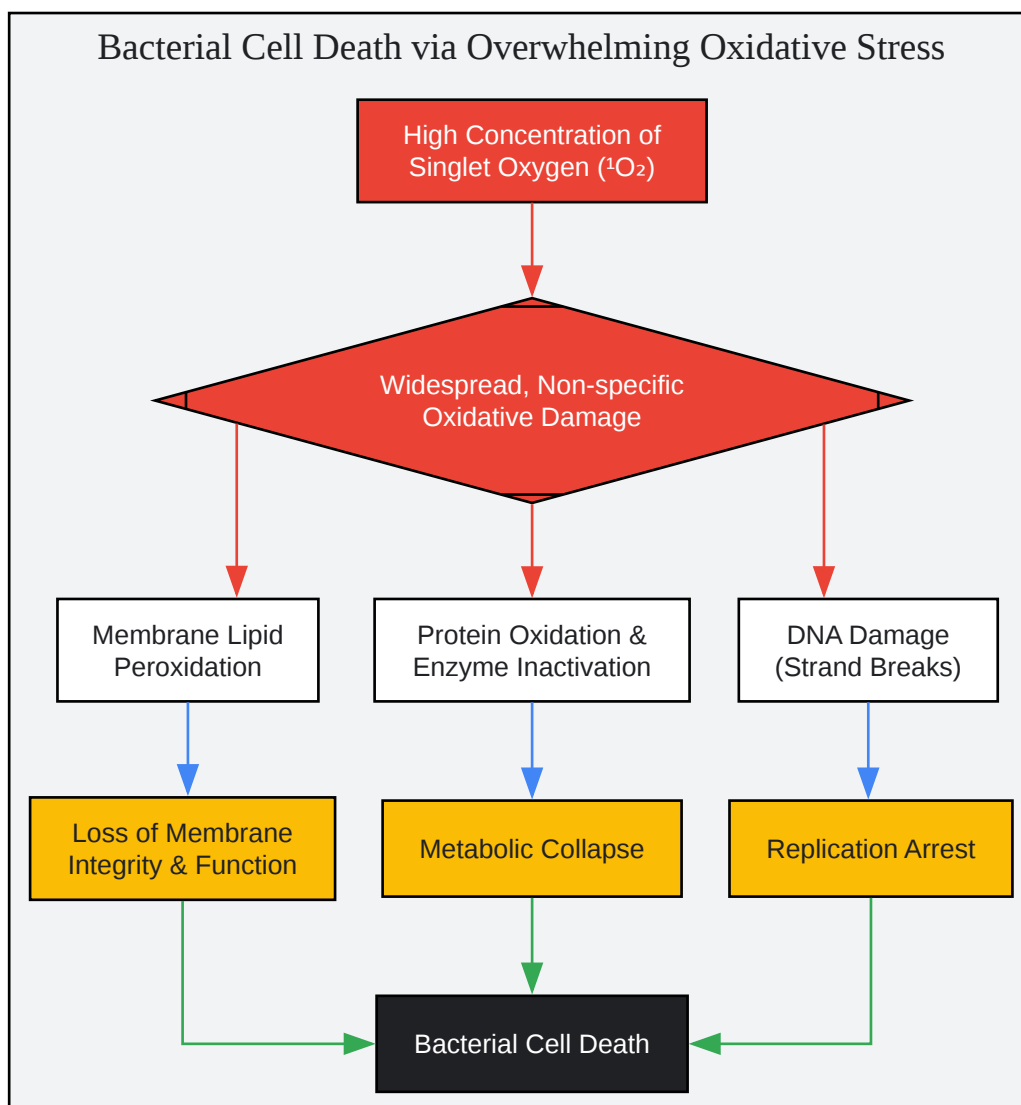 Bacterial Cell Death via Overwhelming Oxidative Stress
High Concentration of
Singlet Oxygen (¹O₂)
Widespread, Non-specific
Oxidative Damage
Membrane Lipid
Peroxidation
Protein Oxidation &
Enzyme Inactivation
DNA Damage
(Strand Breaks)
Loss of Membrane
Integrity & Function
Metabolic Collapse
Replication Arrest
Bacterial Cell Death